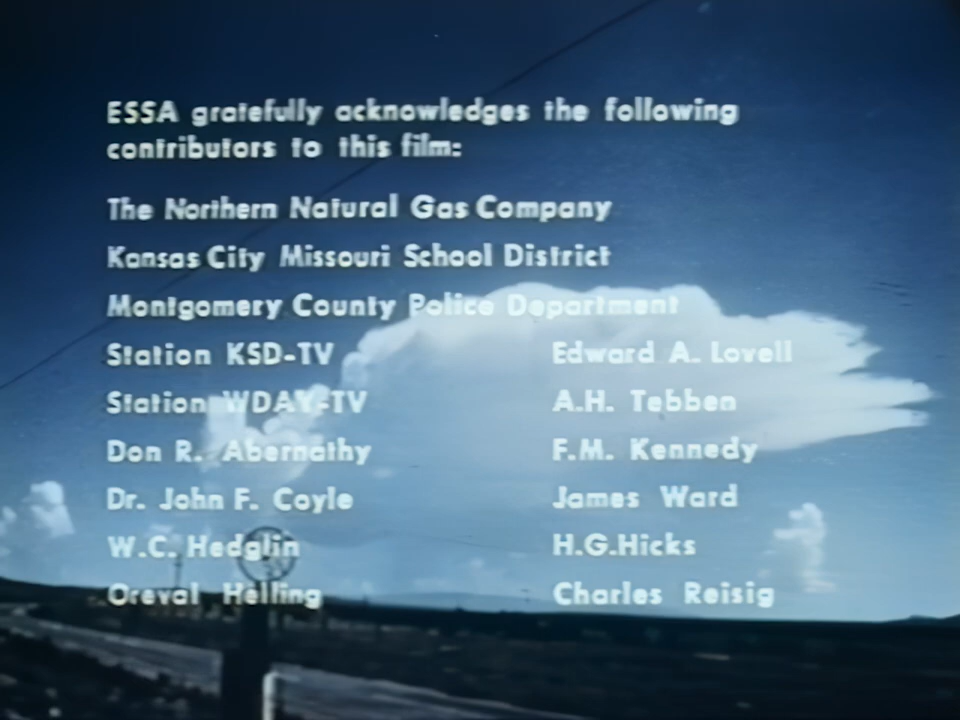 ESSA gratefully acknowledges the following
contributors to this film:
The Northern Natural Gas Company
Kansas City Missouri School District
Montgomery County Police Department
Station KSD-TV
Station WDAY-TV
Don R. Abernathy
Dr. John F. Coyle
W.C. Hedglin
Oreval Helling
Edward A. Lovell
A.H. Tebben
F.M. Kennedy
James Ward
H.G.Hicks
Charles Reisig